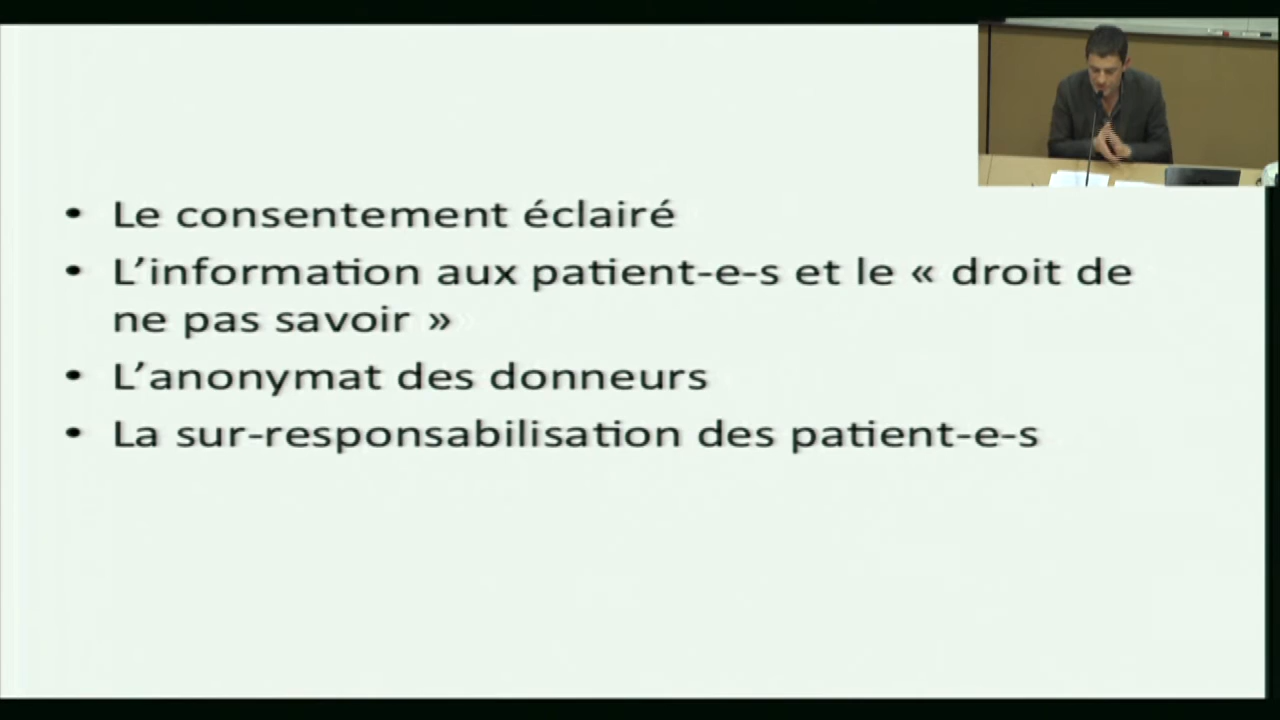 • Le consentement éclairé
• L’information aux patient-e-s et le « droit de
ne pas savoir »
• L’anonymat des donneurs
• La sur-responsabilisation des patient-e-s